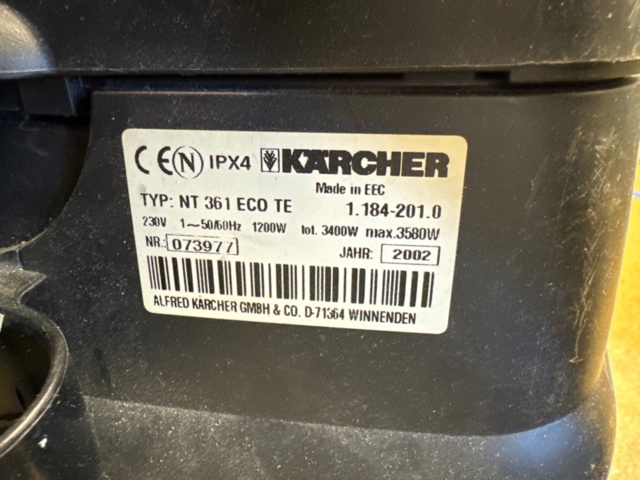 CE N IPX4 KÄRCHER
Made in EEC
TYP: NT 361 ECO TE 1.184-201.0
230V 1~50/60Hz 1200W tot. 3400W max.3580W
NR.: 073977 JAHR: 2002
ALFRED KÄRCHER GMBH & CO. D-71364 WINNENDEN